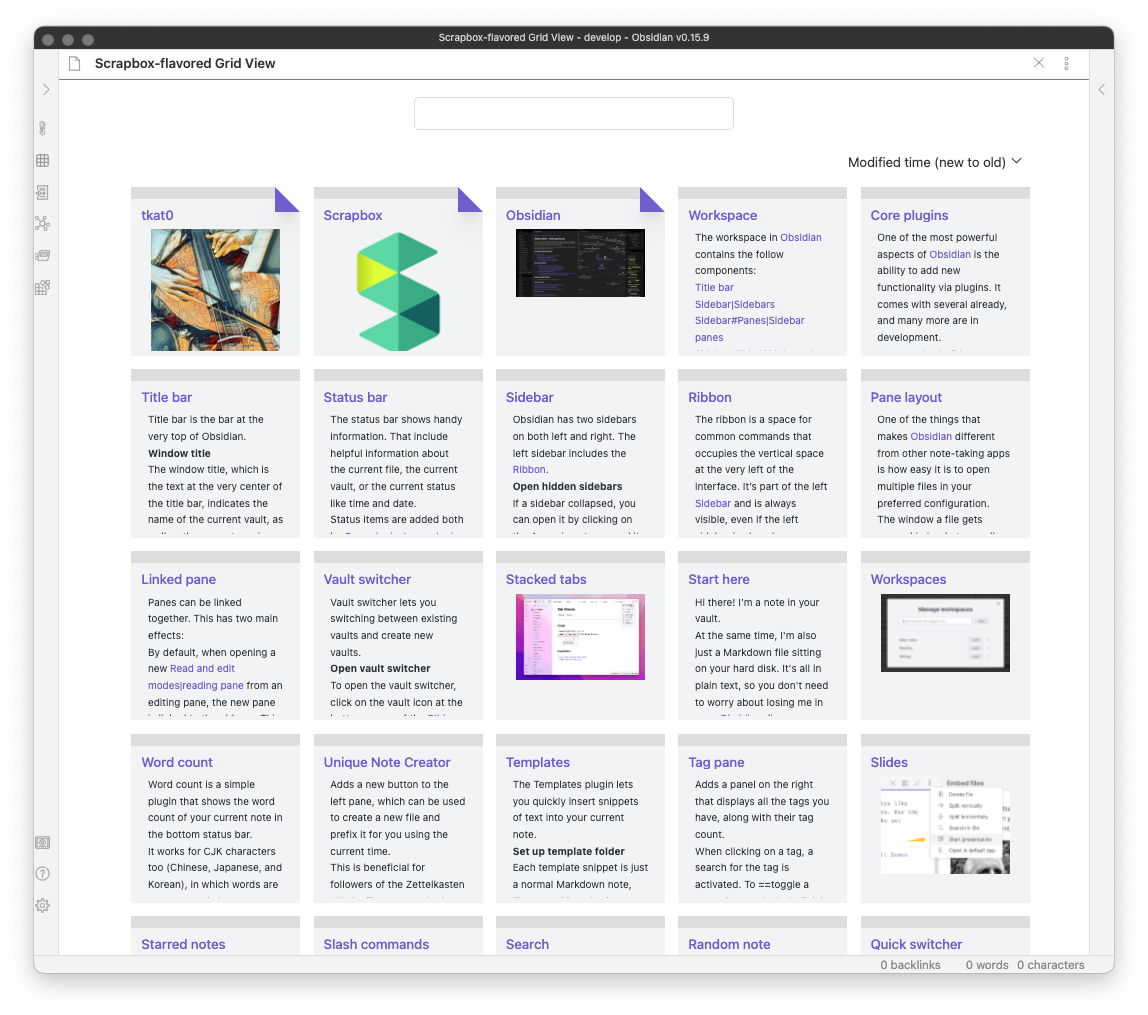 Scrapbox-flavored Grid View - develop - Obsidian v0.15.9
Scrapbox-flavored Grid View
Modified time (new to old)
tkat0
Scrapbox
Obsidian
Workspace
The workspace in Obsidian
contains the follow
components:
Title bar
Sidebar|Sidebars
Sidebar#Panes|Sidebar
panes
Core plugins
One of the most powerful
aspects of Obsidian is the
ability to add new
functionality via plugins. It
comes with several already,
and many more are in
development.
Title bar
Title bar is the bar at the
very top of Obsidian.
Window title
The window title, which is
the text at the very center of
the title bar, indicates the
name of the current vault, as
Status bar
The status bar shows handy
information. That include
helpful information about
the current file, the current
vault, or the current status
like time and date.
Status items are added both
Sidebar
Obsidian has two sidebars
on both left and right. The
left sidebar includes the
Ribbon.
Open hidden sidebars
If a sidebar collapsed, you
can open it by clicking on
Ribbon
The ribbon is a space for
common commands that
occupies the vertical space
at the very left of the
interface. It's part of the left
Sidebar and is always
visible, even if the left
Pane layout
One of the things that
makes Obsidian different
from other note-taking apps
is how easy it is to open
multiple files in your
preferred configuration.
The window a file gets
Linked pane
Panes can be linked
together. This has two main
effects:
By default, when opening a
new Read and edit
modes|reading pane from an
editing pane, the new pane
Vault switcher
Vault switcher lets you
switching between existing
vaults and create new
vaults.
Open vault switcher
To open the vault switcher,
click on the vault icon at the
Stacked tabs
Start here
Hi there! I'm a note in your
vault.
At the same time, I'm also
just a Markdown file sitting
on your hard disk. It's all in
plain text, so you don't need
to worry about losing me in
Workspaces
Manage workspaces
Word count
Word count is a simple
plugin that shows the word
count of your current note in
the bottom status bar.
It works for CJK characters
too (Chinese, Japanese, and
Korean), in which words are
Unique Note Creator
Adds a new button to the
left pane, which can be used
to create a new file and
prefix it for you using the
current time.
This is beneficial for
followers of the Zettelkasten
Templates
The Templates plugin lets
you quickly insert snippets
of text into your current
note.
Set up template folder
Each template snippet is just
a normal Markdown note,
Tag pane
Adds a panel on the right
that displays all the tags you
have, along with their tag
count.
When clicking on a tag, a
search for the tag is
activated. To ==toggle a
Slides
Embed files
Delete file
Split vertically
Split horizontally
Search in file
Start presentation
Open in default app
Starred notes
Slash commands
Search
Random note
Quick switcher
0 backlinks
0 words
0 characters